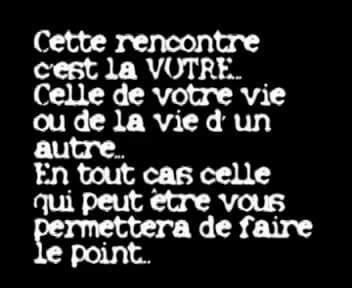 Cette rencontre
c'est la VOTRE...
Celle de votre vie
ou de la vie d' un
autre...
En tout cas celle
qui peut être vous
permettera de faire
le point...